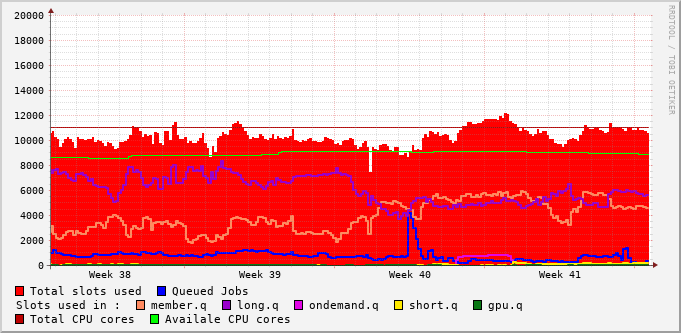 20000
18000
16000
14000
12000
10000
8000
6000
4000
2000
0
Week 38 Week 39 Week 40 Week 41
Total slots used Queued Jobs
Slots used in : member.q long.q ondemand.q short.q gpu.q
Total CPU cores Availale CPU cores
RRDTOOL / TOBI OETIKER